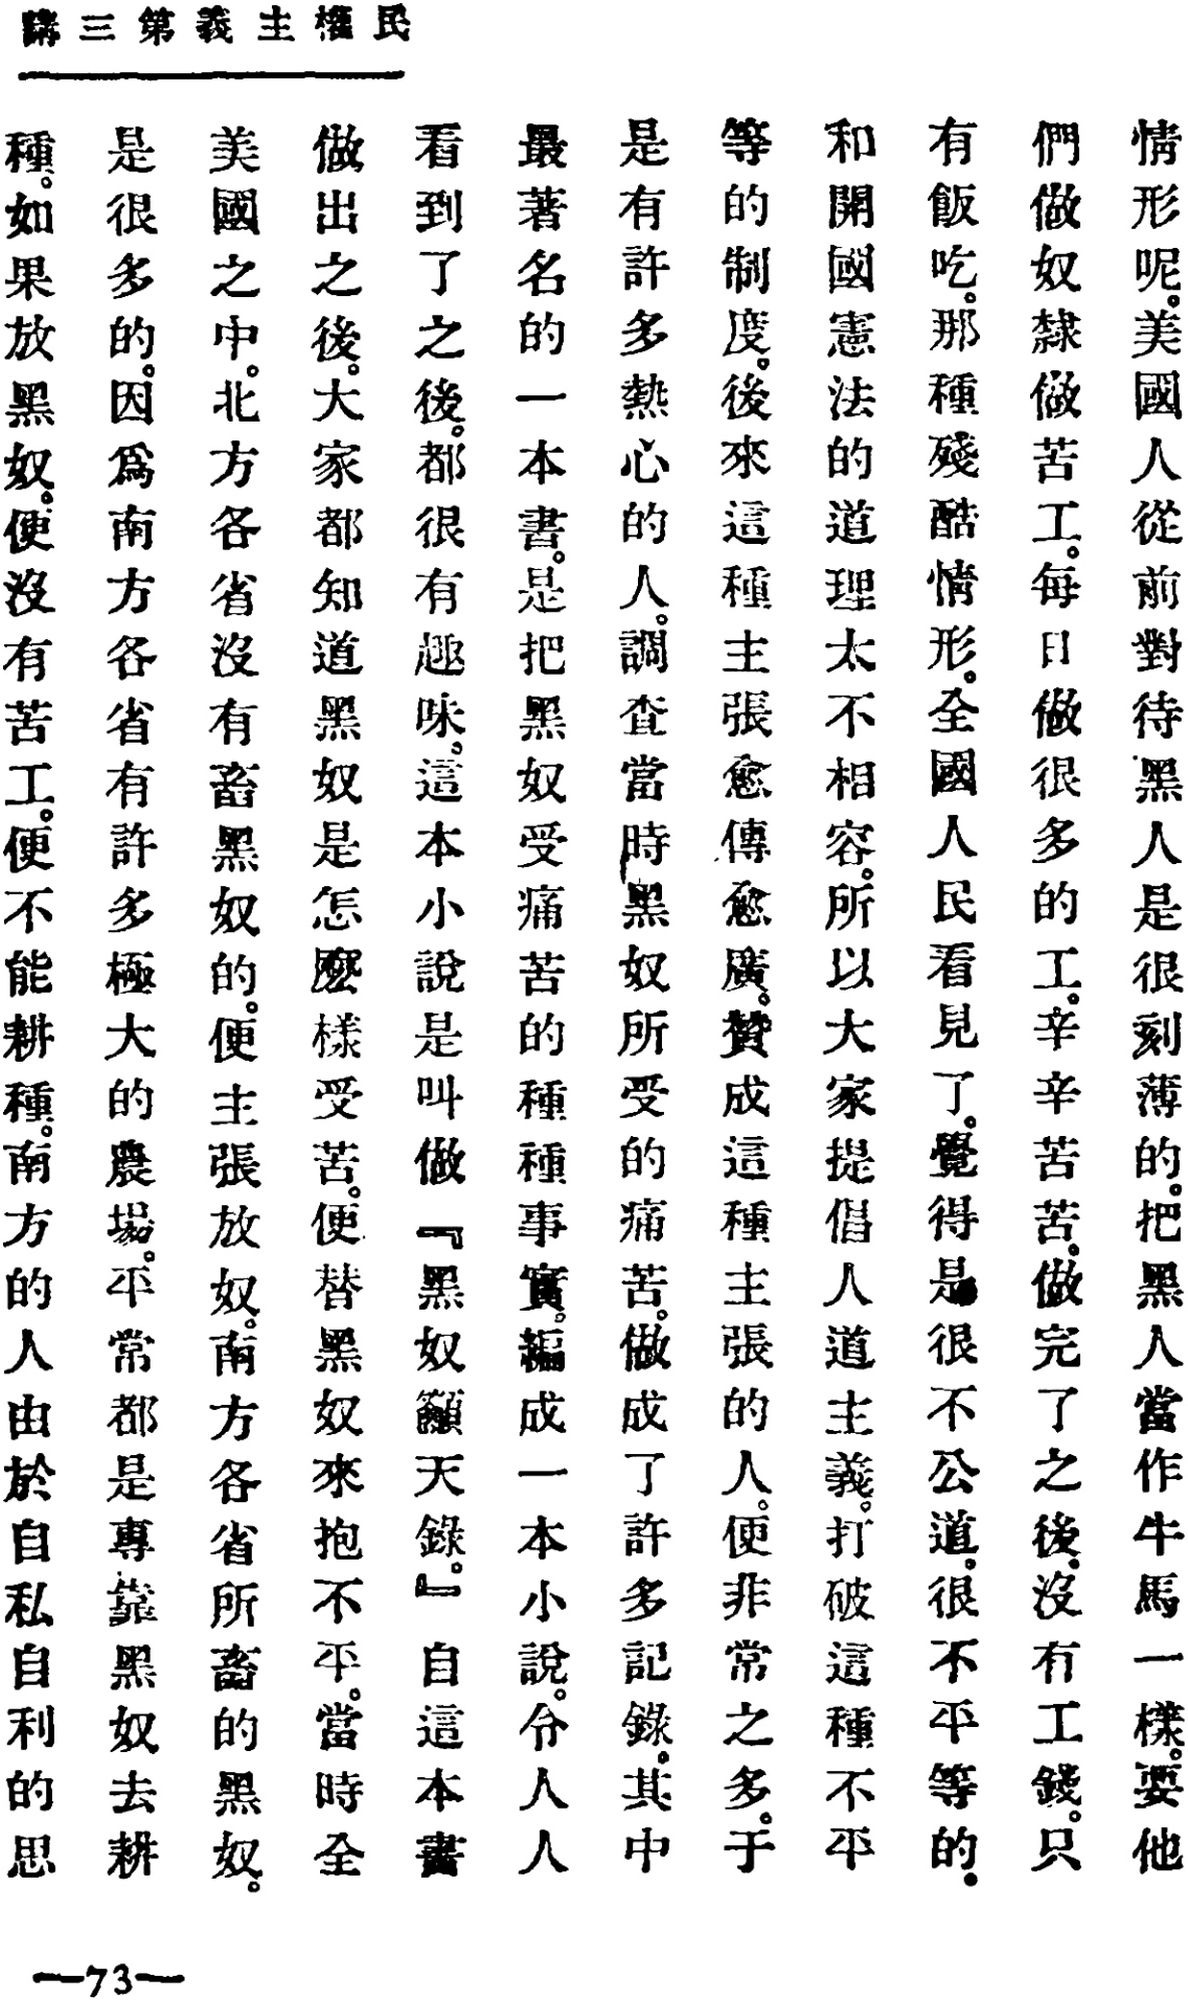 民權主義第三講
情形呢。美國人從前對待黑人是很刻薄的。把黑人當作牛馬一樣。要他
們做奴隸做苦工。每日做很多的工。辛辛苦苦。做完了之後。沒有工錢。只
有飯吃。那種殘酷情形。全國人民看見了。覺得是很不公道。很不平等的。
和開國憲法的道理太不相容。所以大家提倡人道主義。打破這種不平
等的制度。後來這種主張愈傳愈廣。贊成這種主張的人。便非常之多。于
是有許多熱心的人。調查當時黑奴所受的痛苦。做成了許多記錄。其中
最著名的一本書。是把黑奴受痛苦的種種事實。編成一本小說。令人人
看到了之後。都很有趣味。這本小說是叫做『黑奴籲天錄。』自這本書
做出之後。大家都知道黑奴是怎麼樣受苦。便替黑奴來抱不平。當時全
美國之中。北方各省沒有畜黑奴的。便主張放奴。南方各省所畜的黑奴。
是很多的。因爲南方各省有許多極大的農場。平常都是專靠黑奴去耕
種。如果放黑奴。便沒有苦工。便不能耕種。南方的人由於自私自利的思
—73—